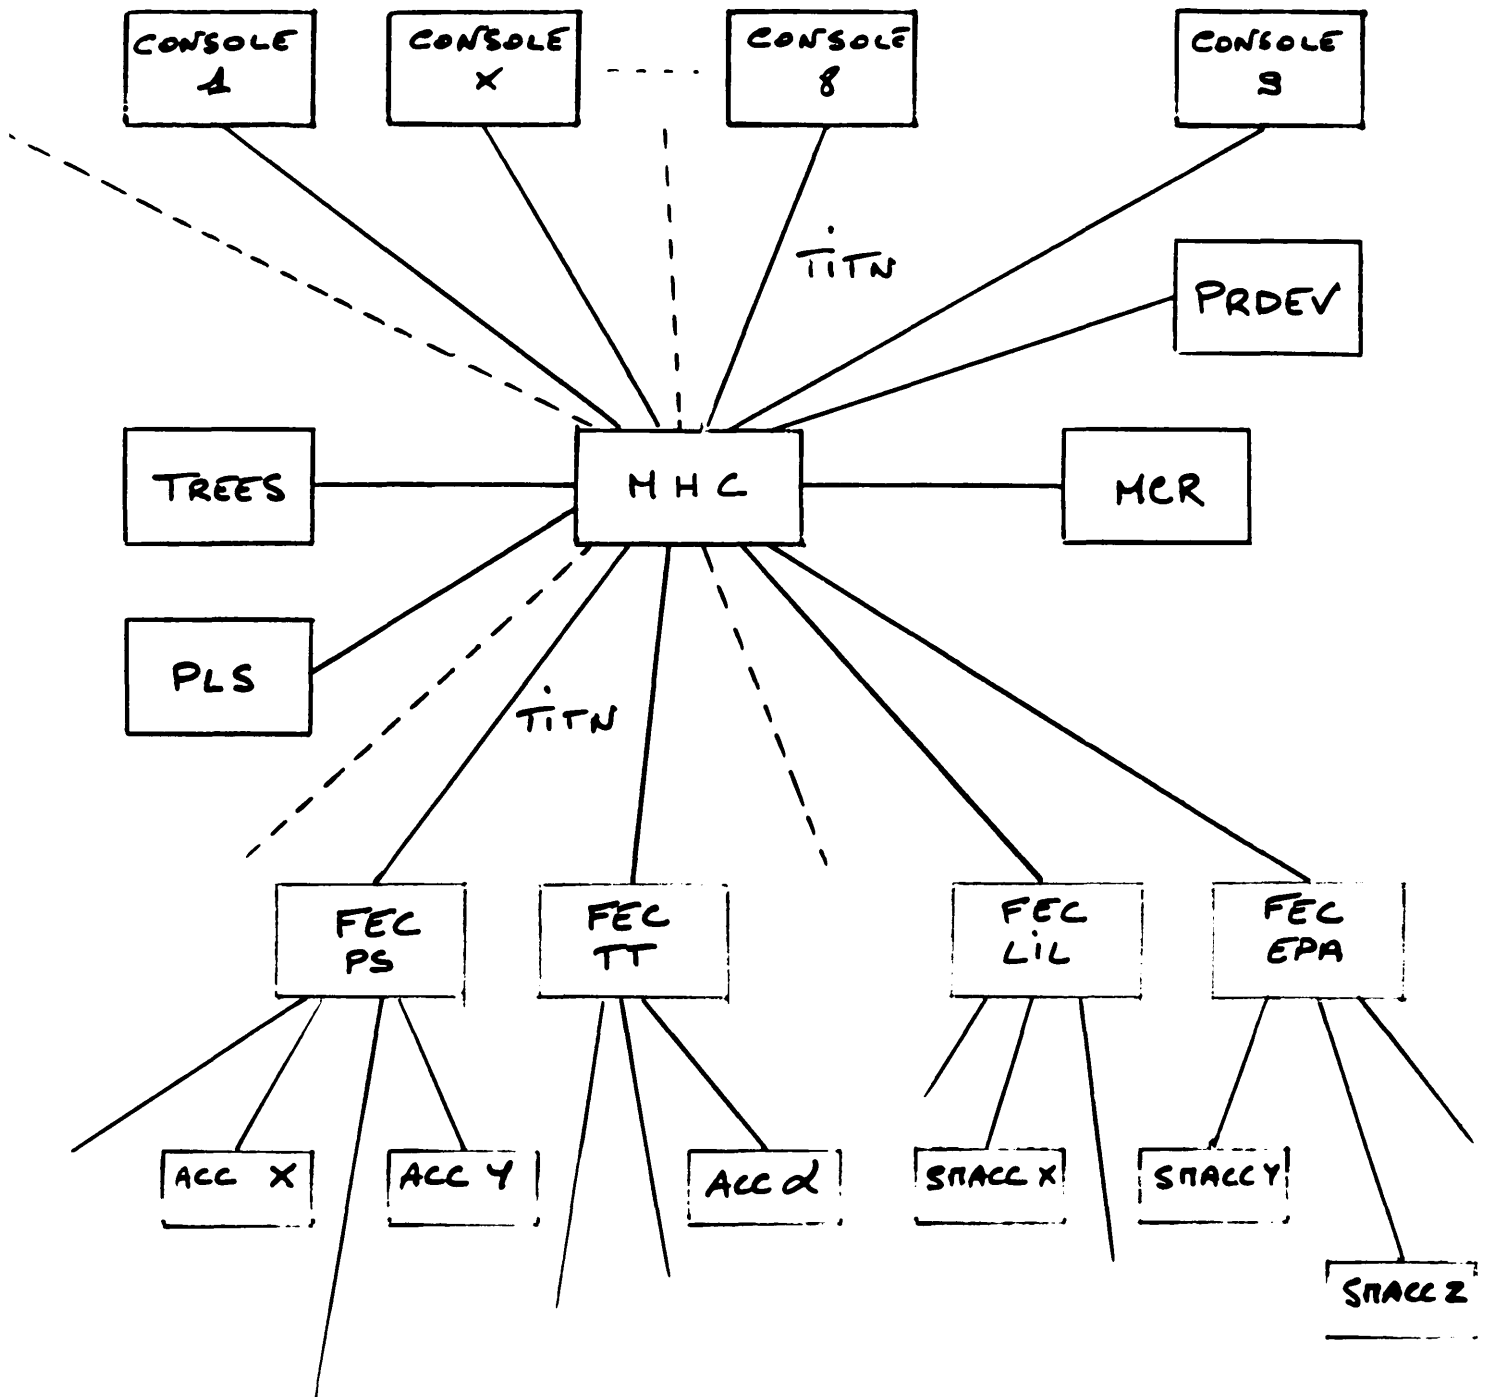 CONSOLE
1
CONSOLE
X
CONSOLE
8
CONSOLE
9
TiTN
PRDEV
TREES
MHC
MCR
PLS
TiTN
FEC
PS
FEC
TT
FEC
LiL
FEC
EPA
ACC X
ACC Y
ACC α
SMACC X
SMACC Y
SMACC Z